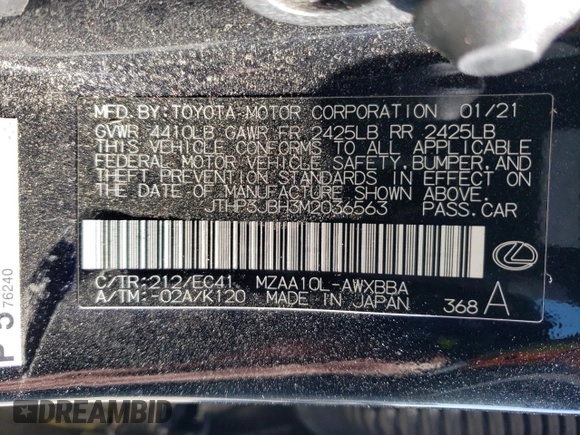 MFD.BY:TOYOTA MOTOR CORPORATION 01/21
GVWR 4410LB GAWR FR 2425LB RR 2425LB
THIS VEHICLE CONFORMS TO ALL APPLICABLE
FEDERAL MOTOR VEHICLE SAFETY,BUMPER,AND
THEFT PREVENTION STANDARDS IN EFFECT ON
THE DATE OF MANUFACTURE SHOWN ABOVE.
JTHP3JBH3M2036563 PASS.CAR
C/TR:212/EC41 MZAA10L-AWXBBA
A/TM:-02A/K120 MADE IN JAPAN 368 A
P 5 76240
DREAMBID